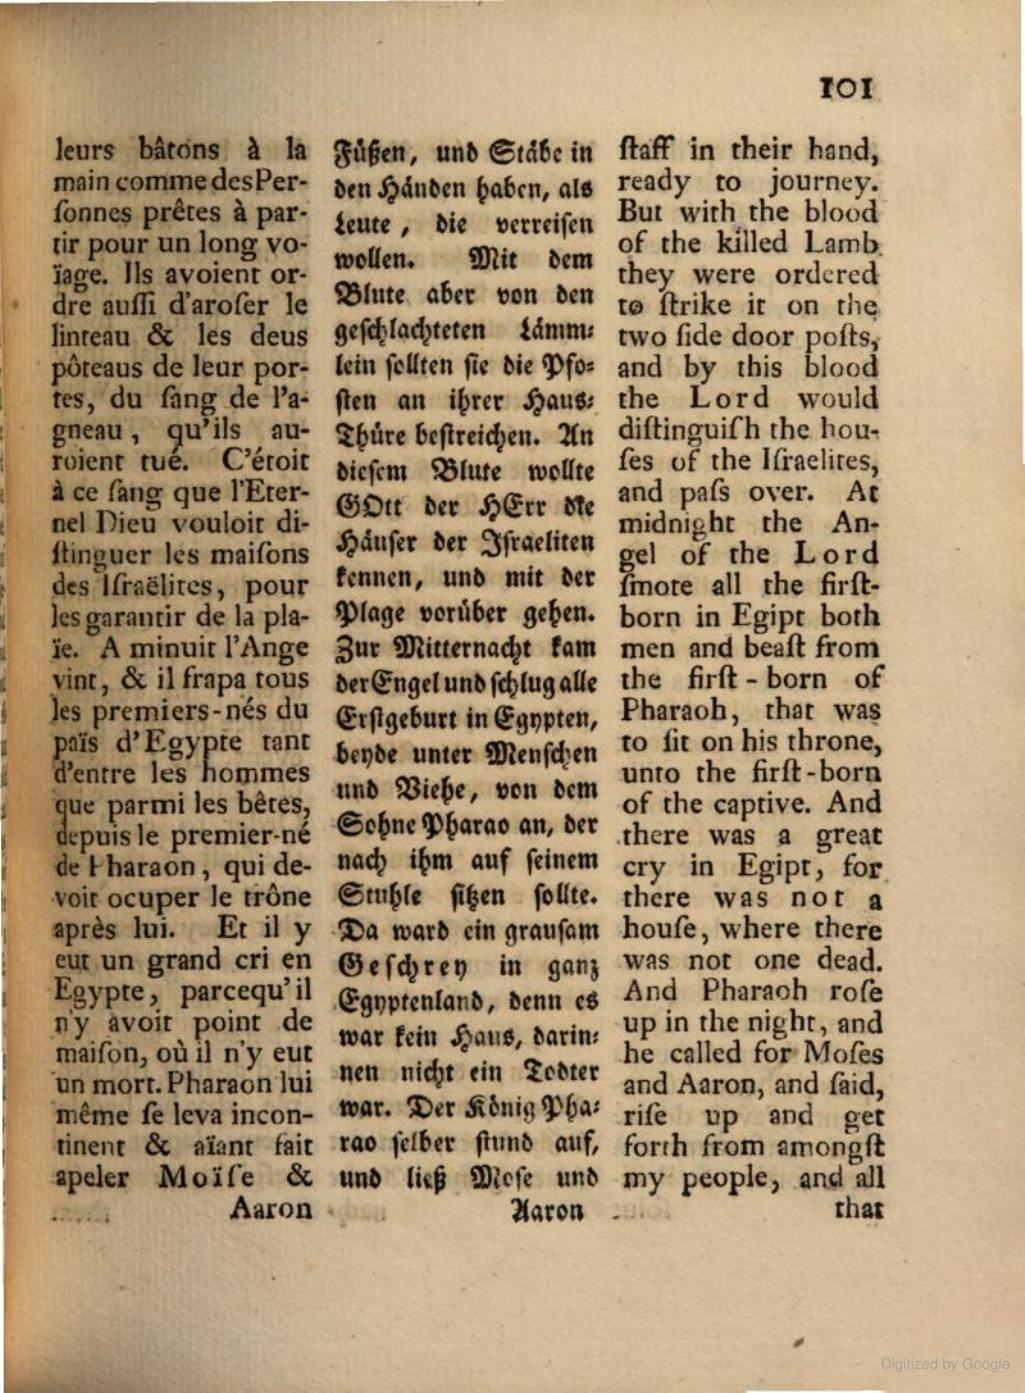 101
leurs bâtons à la
main comme des Per-
ſonnes prêtes à par-
tir pour un long vo-
ïage. Ils avoient or-
dre auſſi d'aroſer le
linteau & les deus
pôteaus de leur por-
tes, du ſang de l'a-
gneau, qu'ils au-
roient tué. C'étoit
à ce ſang que l'Eter-
nel Dieu vouloit di-
ſtinguer les maiſons
des Iſraëlites, pour
les garantir de la pla-
ïe. A minuit l'Ange
vint, & il frapa tous
les premiers-nés du
païs d'Egypte tant
d'entre les hommes
que parmi les bêtes,
depuis le premier-né
de Pharaon, qui de-
voit ocuper le trône
après lui. Et il y
eut un grand cri en
Egypte, parcequ'il
n'y avoit point de
maiſon, où il n'y eut
un mort. Pharaon lui
même ſe leva incon-
tinent & aïant fait
apeler Moïſe &
Aaron
Füßen, und Stäbe in
den Händen haben, als
Leute, die verreiſen
wollen. Mit dem
Blute aber von den
geſchlachteten Lämm-
lein ſollten ſie die Pfo-
ſten an ihrer Haus-
Thüre beſtreichen. An
dieſem Blute wollte
GOtt der HErr die
Häuſer der Iſraeliten
kennen, und mit der
Plage vorüber gehen.
Zur Mitternacht kam
der Engel und ſchlug alle
Erſtgeburt in Egypten,
beyde unter Menſchen
und Viehe, von dem
Sohne Pharao an, der
nach ihm auf ſeinem
Stuhle ſitzen ſollte.
Da ward ein grauſam
Geſchrey in ganz
Egyptenland, denn es
war kein Haus, darin-
nen nicht ein Todter
war. Der König Pha-
rao ſelber ſtund auf,
und ließ Moſe und
Aaron
ſtaff in their hand,
ready to journey.
But with the blood
of the killed Lamb
they were ordered
to ſtrike it on the
two ſide door poſts,
and by this blood
the Lord would
diſtinguiſh the hou-
ſes of the Iſraelites,
and paſs over. At
midnight the An-
gel of the Lord
ſmote all the firſt-
born in Egipt both
men and beaſt from
the firſt-born of
Pharaoh, that was
to ſit on his throne,
unto the firſt-born
of the captive. And
there was a great
cry in Egipt, for
there was not a
houſe, where there
was not one dead.
And Pharaoh roſe
up in the night, and
he called for Moſes
and Aaron, and ſaid,
riſe up and get
forth from amongſt
my people, and all
that
Digitized by Google